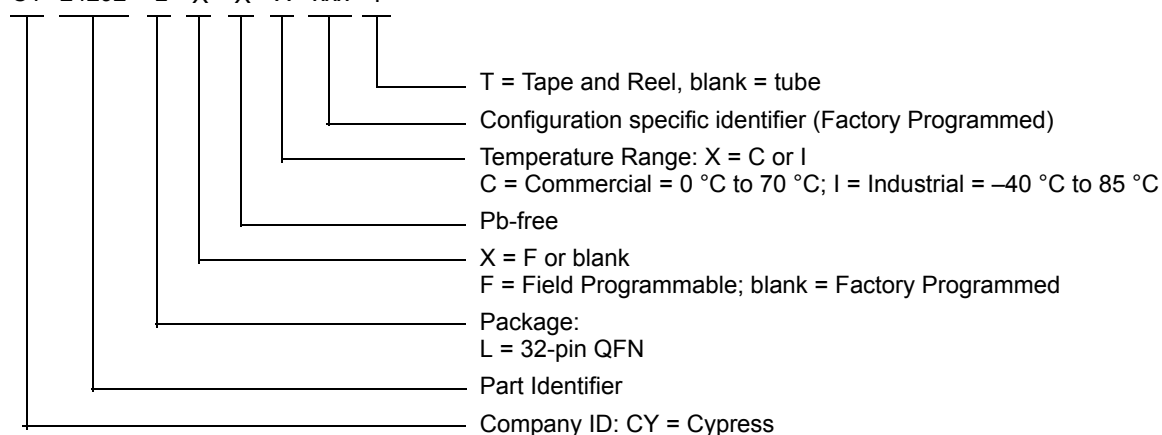 T = Tape and Reel, blank = tube
Configuration specific identifier (Factory Programmed)
Temperature Range: X = C or I
C = Commercial = 0 °C to 70 °C; I = Industrial = –40 °C to 85 °C
Pb-free
X = F or blank
F = Field Programmable; blank = Factory Programmed
Package:
L = 32-pin QFN
Part Identifier
Company ID: CY = Cypress